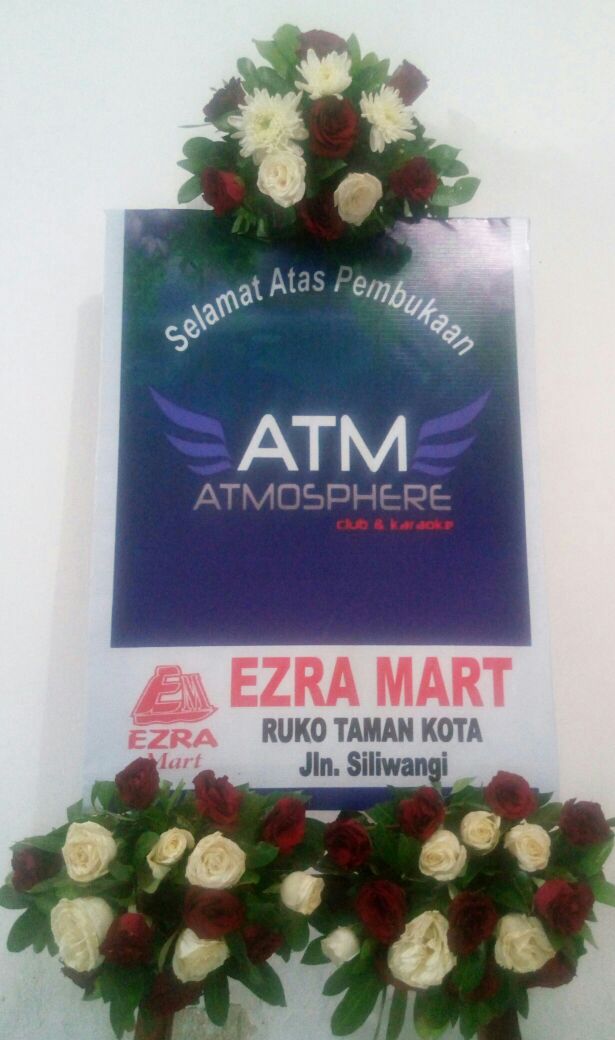 Selamat Atas Pembukaan
ATM
ATMOSPHERE
club & karaoke
EM
EZRA
Mart
EZRA MART
RUKO TAMAN KOTA
Jln. Siliwangi